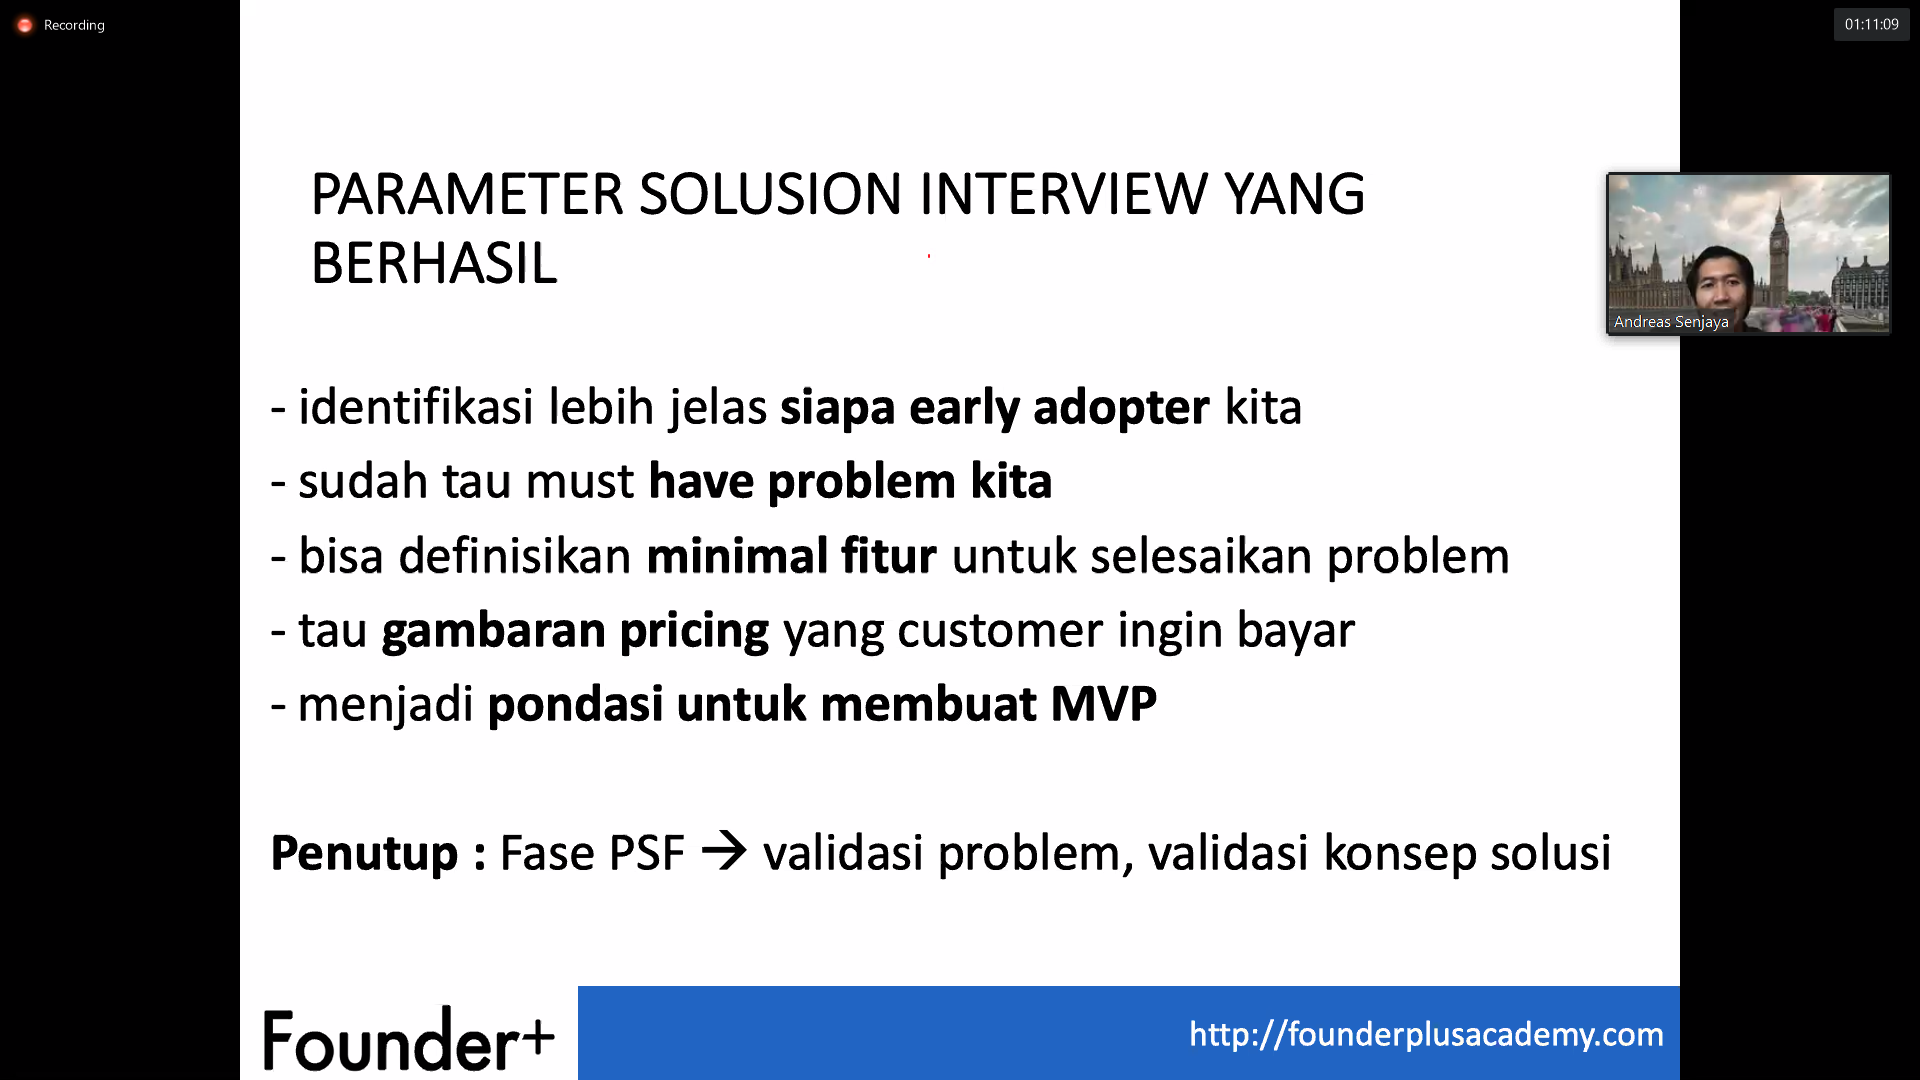 Recording
01:11:09
PARAMETER SOLUSION INTERVIEW YANG
BERHASIL
Andreas Senjaya
- identifikasi lebih jelas siapa early adopter kita
- sudah tau must have problem kita
- bisa definisikan minimal fitur untuk selesaikan problem
- tau gambaran pricing yang customer ingin bayar
- menjadi pondasi untuk membuat MVP
Penutup : Fase PSF → validasi problem, validasi konsep solusi
Founder+
http://founderplusacademy.com